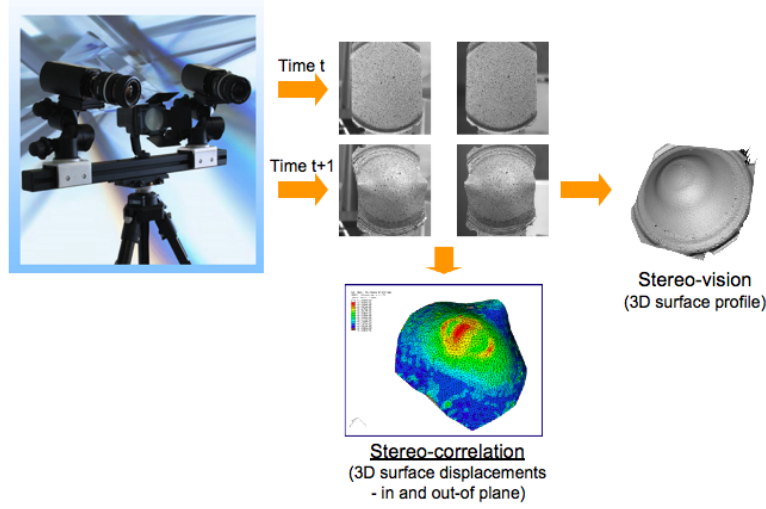 Time t
Time t+1
Stereo-vision
(3D surface profile)
Stereo-correlation
(3D surface displacements
- in and out-of plane)